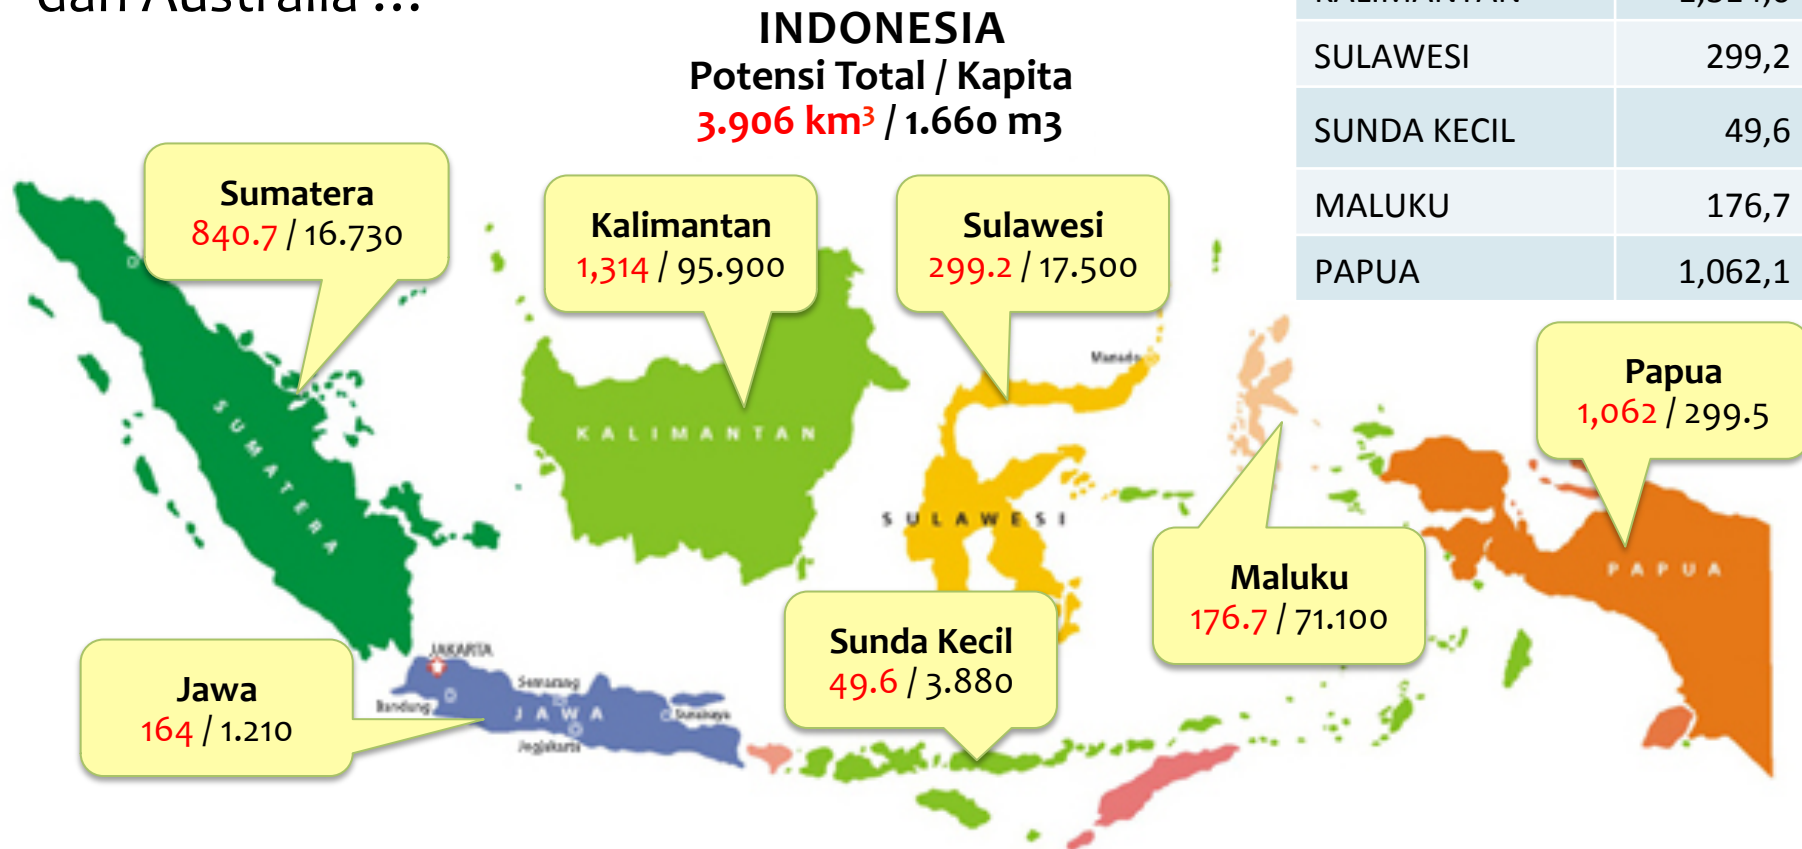 dari Australia ...
INDONESIA
Potensi Total / Kapita
3.906 km³ / 1.660 m3
SULAWESI 299,2
SUNDA KECIL 49,6
MALUKU 176,7
PAPUA 1,062,1
Sumatera
840.7 / 16.730
Kalimantan
1,314 / 95.900
Sulawesi
299.2 / 17.500
Papua
1,062 / 299.5
Manado
SUMATERA
KALIMANTAN
SULAWESI
PAPUA
Maluku
176.7 / 71.100
Sunda Kecil
49.6 / 3.880
Jawa
164 / 1.210
JAKARTA
Bandung
Semarang
JAWA
Surabaya
Jogjakarta